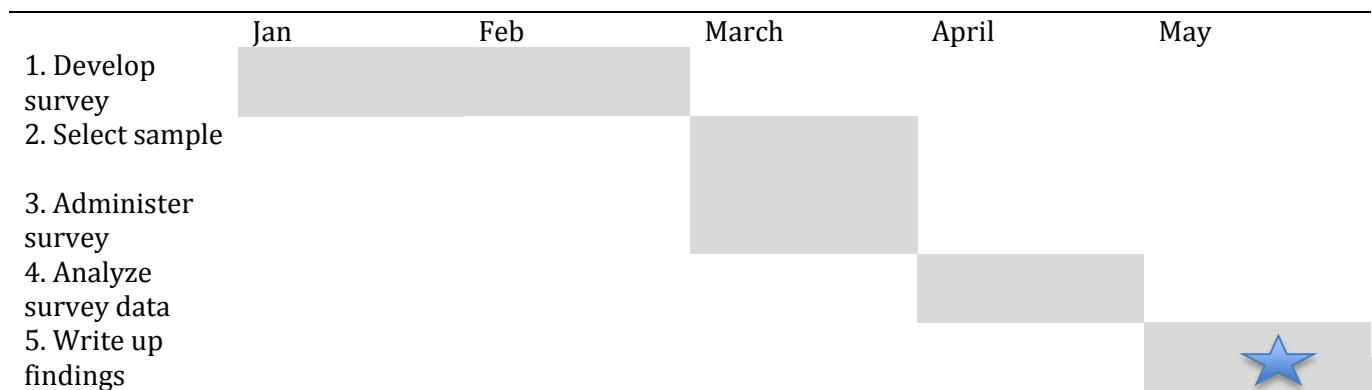 Jan Feb March April May
1. Develop
survey
2. Select sample
3. Administer
survey
4. Analyze
survey data
5. Write up
findings